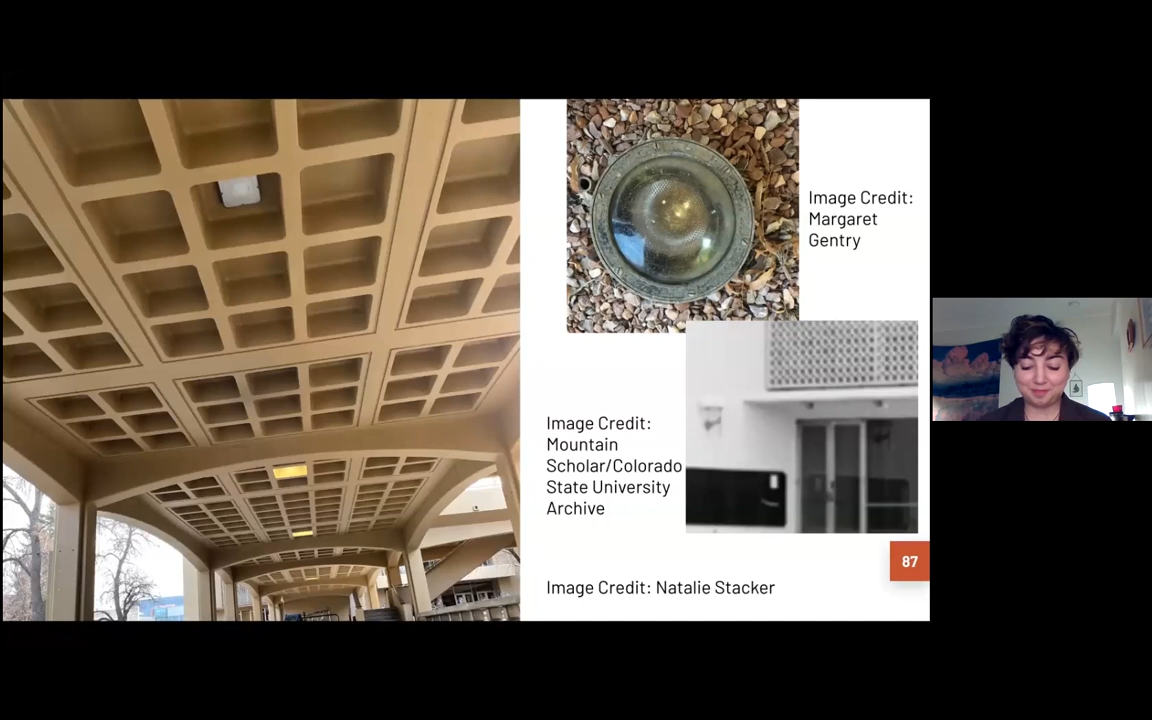 Image Credit:
Margaret
Gentry
Image Credit:
Mountain
Scholar/Colorado
State University
Archive
87
Image Credit: Natalie Stacker